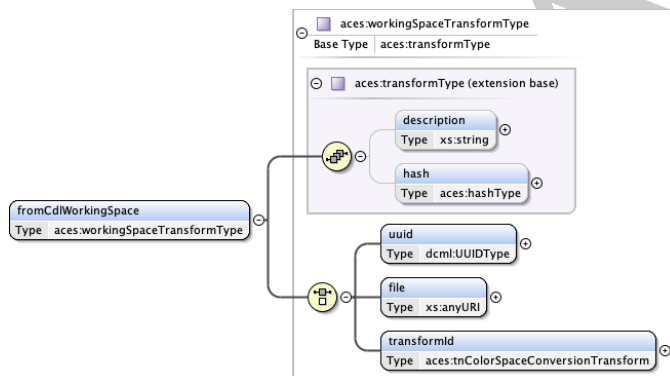 aces:workingSpaceTransformType
Base Type aces:transformType
aces:transformType (extension base)
description
Type xs:string
hash
Type aces:hashType
fromCdlWorkingSpace
Type aces:workingSpaceTransformType
uuid
Type dcml:UUIDType
file
Type xs:anyURI
transformId
Type aces:tnColorSpaceConversionTransform